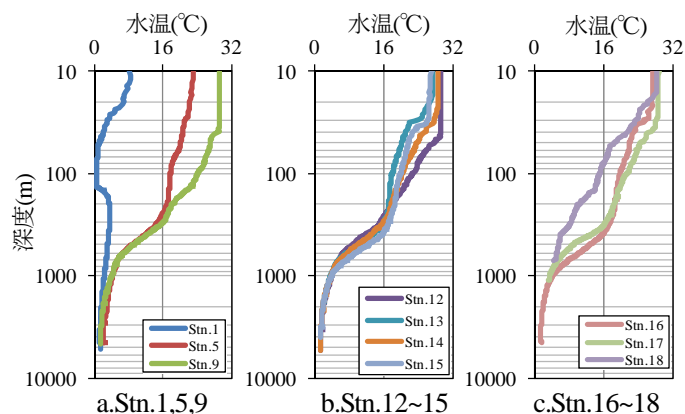 水温(℃) 水温(℃) 水温(℃)
0 16 32 0 16 32 0 16 32
10 10 10
100 100 100
深度(m)
1000 1000 1000
Stn.1 Stn.12 Stn.16
Stn.5 Stn.13 Stn.17
Stn.9 Stn.14 Stn.18
Stn.15
10000 10000 10000
a.Stn.1,5,9 b.Stn.12~15 c.Stn.16~18